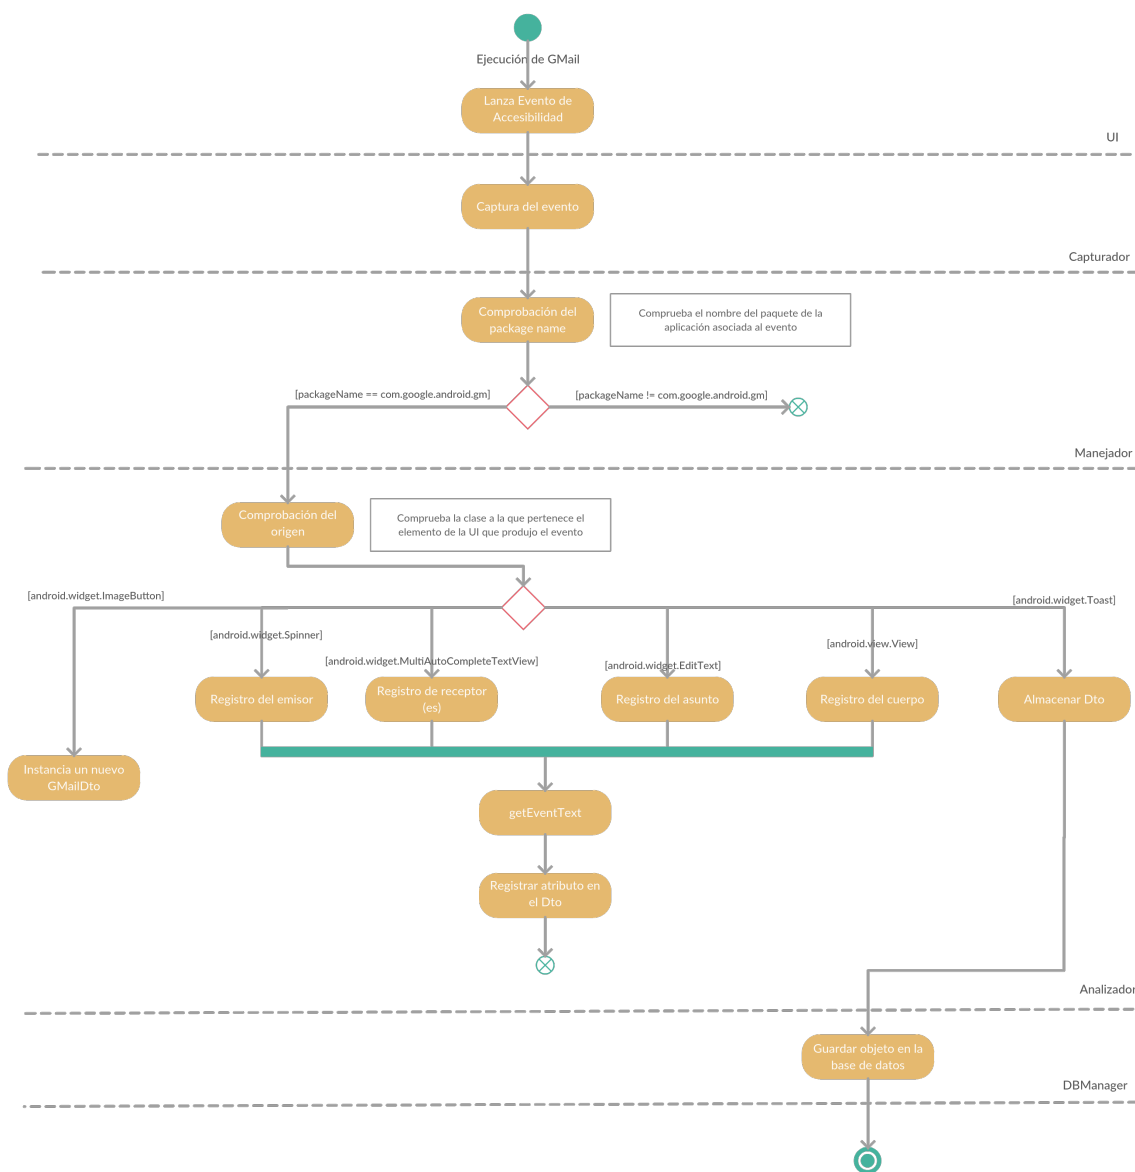 Ejecución de GMail
Lanza Evento de
Accesibilidad
UI
Captura del evento
Capturador
Comprobación del
package name
Comprueba el nombre del paquete de la
aplicación asociada al evento
[packageName == com.google.android.gm]
[packageName != com.google.android.gm]
Manejador
Comprobación del
origen
Comprueba la clase a la que pertenece el
elemento de la UI que produjo el evento
[android.widget.ImageButton]
[android.widget.Toast]
[android.widget.Spinner]
[android.view.View]
[android.widget.MultiAutoCompleteTextView]
[android.widget.EditText]
Registro del emisor
Registro de receptor
(es)
Registro del asunto
Registro del cuerpo
Almacenar Dto
Instancia un nuevo
GMailDto
getEventText
Registrar atributo en
el Dto
Analizador
Guardar objeto en la
base de datos
DBManager